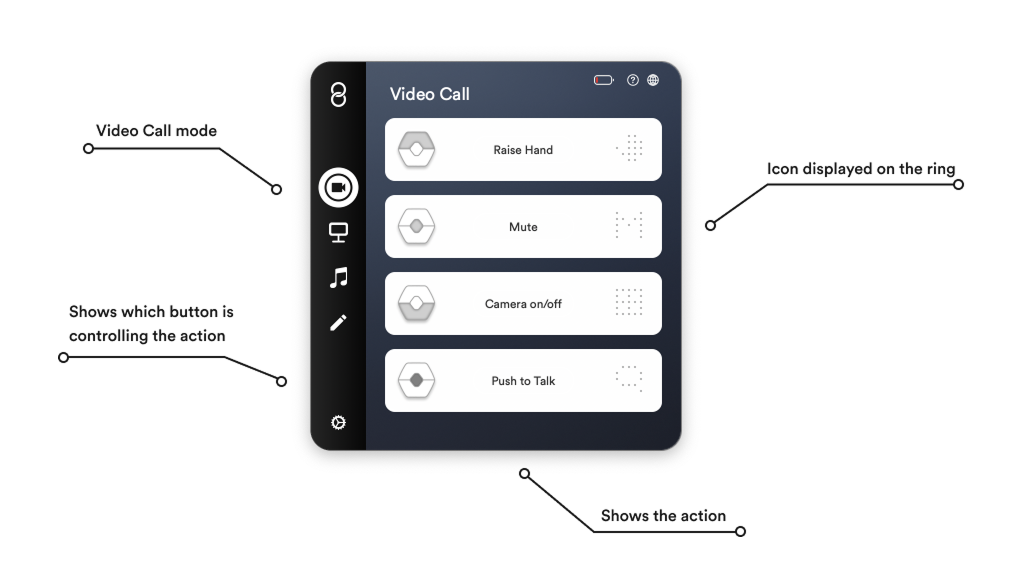 Video Call
Video Call mode
Raise Hand
Icon displayed on the ring
Mute
Shows which button is
controlling the action
Camera on/off
Push to Talk
Shows the action